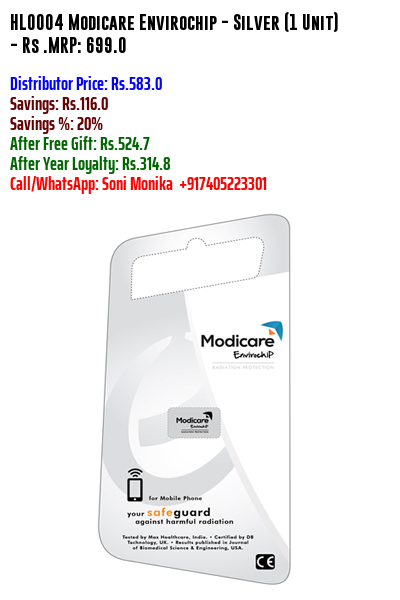 HL0004 Modicare Envirochip - Silver (1 Unit)
- Rs .MRP: 699.0
Distributor Price: Rs.583.0
Savings: Rs.116.0
Savings %: 20%
After Free Gift: Rs.524.7
After Year Loyalty: Rs.314.8
Call/WhatsApp: Soni Monika +917405223301
Modicare
Envirochip
RADIATION PROTECTION
Modicare
Envirochip
RADIATION PROTECTION
for Mobile Phone
your safeguard
against harmful radiation
Tested by Max Healthcare, India. • Certified by DB
Technology, UK. • Results published in Journal
of Biomedical Science & Engineering, USA.
CE